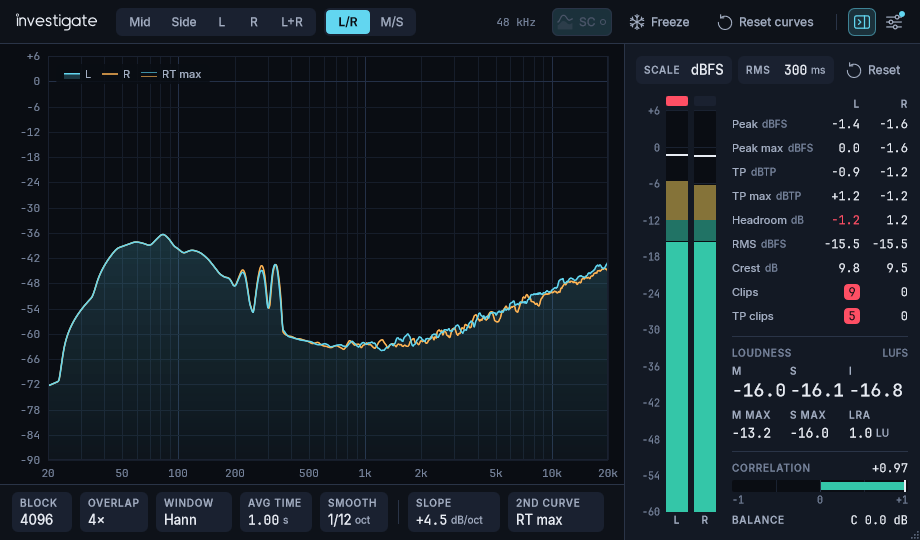 investigate
Mid Side L R L+R
L/R M/S
48 kHz
SC
Freeze
Reset curves
L R RT max
+6
0
-6
-12
-18
-24
-30
-36
-42
-48
-54
-60
-66
-72
-78
-84
-90
20 50 100 200 500 1k 2k 5k 10k 20k
BLOCK
4096
OVERLAP
4×
WINDOW
Hann
AVG TIME
1.00 s
SMOOTH
1/12 oct
SLOPE
+4.5 dB/oct
2ND CURVE
RT max
SCALE dBFS
RMS 300 ms
Reset
+6
0
-6
-12
-18
-24
-30
-36
-42
-48
-54
-60
L R
L R
Peak dBFS -1.4 -1.6
Peak max dBFS 0.0 -1.6
TP dBTP -0.9 -1.2
TP max dBTP +1.2 -1.2
Headroom dB -1.2 1.2
RMS dBFS -15.5 -15.5
Crest dB 9.8 9.5
Clips 9 0
TP clips 5 0
LOUDNESS LUFS
M S I
-16.0 -16.1 -16.8
M MAX S MAX LRA
-13.2 -16.0 1.0 LU
CORRELATION +0.97
-1 0 +1
BALANCE C 0.0 dB